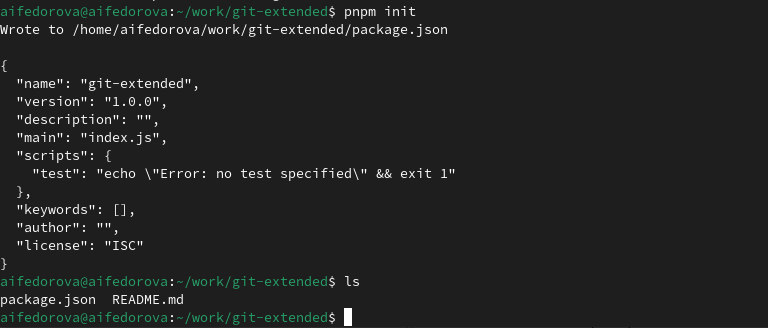 aifedorova@aifedorova:~/work/git-extended$ pnpm init
Wrote to /home/aifedorova/work/git-extended/package.json

{
  "name": "git-extended",
  "version": "1.0.0",
  "description": "",
  "main": "index.js",
  "scripts": {
    "test": "echo \"Error: no test specified\" && exit 1"
  },
  "keywords": [],
  "author": "",
  "license": "ISC"
}
aifedorova@aifedorova:~/work/git-extended$ ls
package.json  README.md
aifedorova@aifedorova:~/work/git-extended$